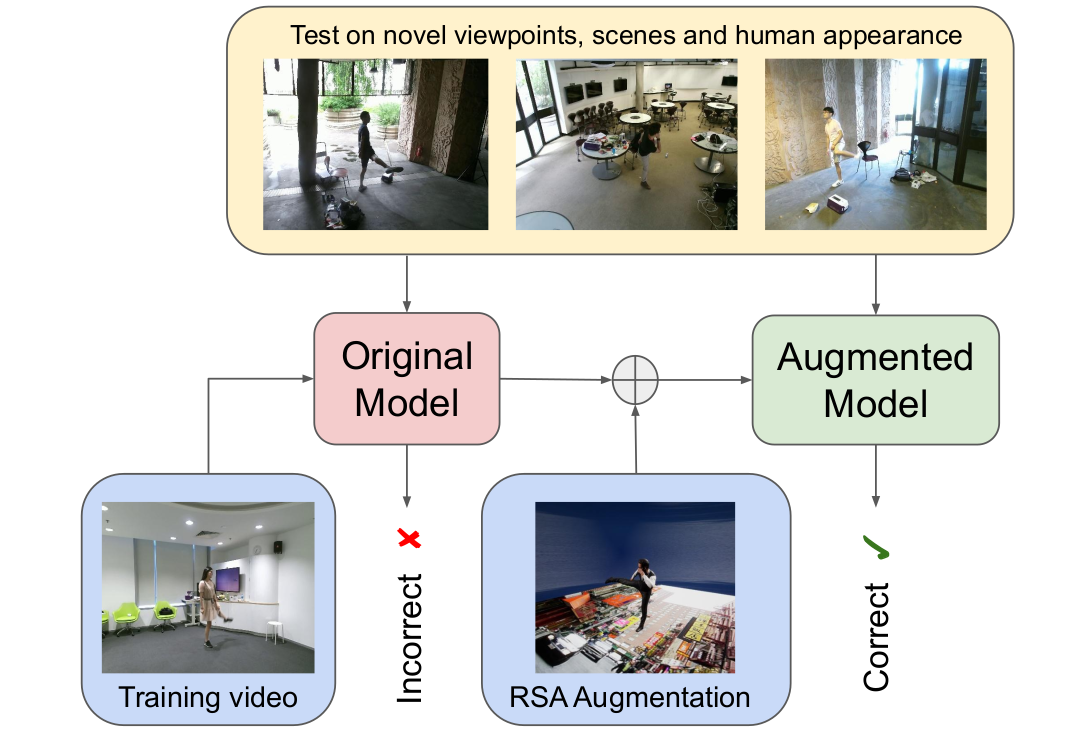 Test on novel viewpoints, scenes and human appearance
Original
Model
Augmented
Model
Training video
Incorrect
RSA Augmentation
Correct